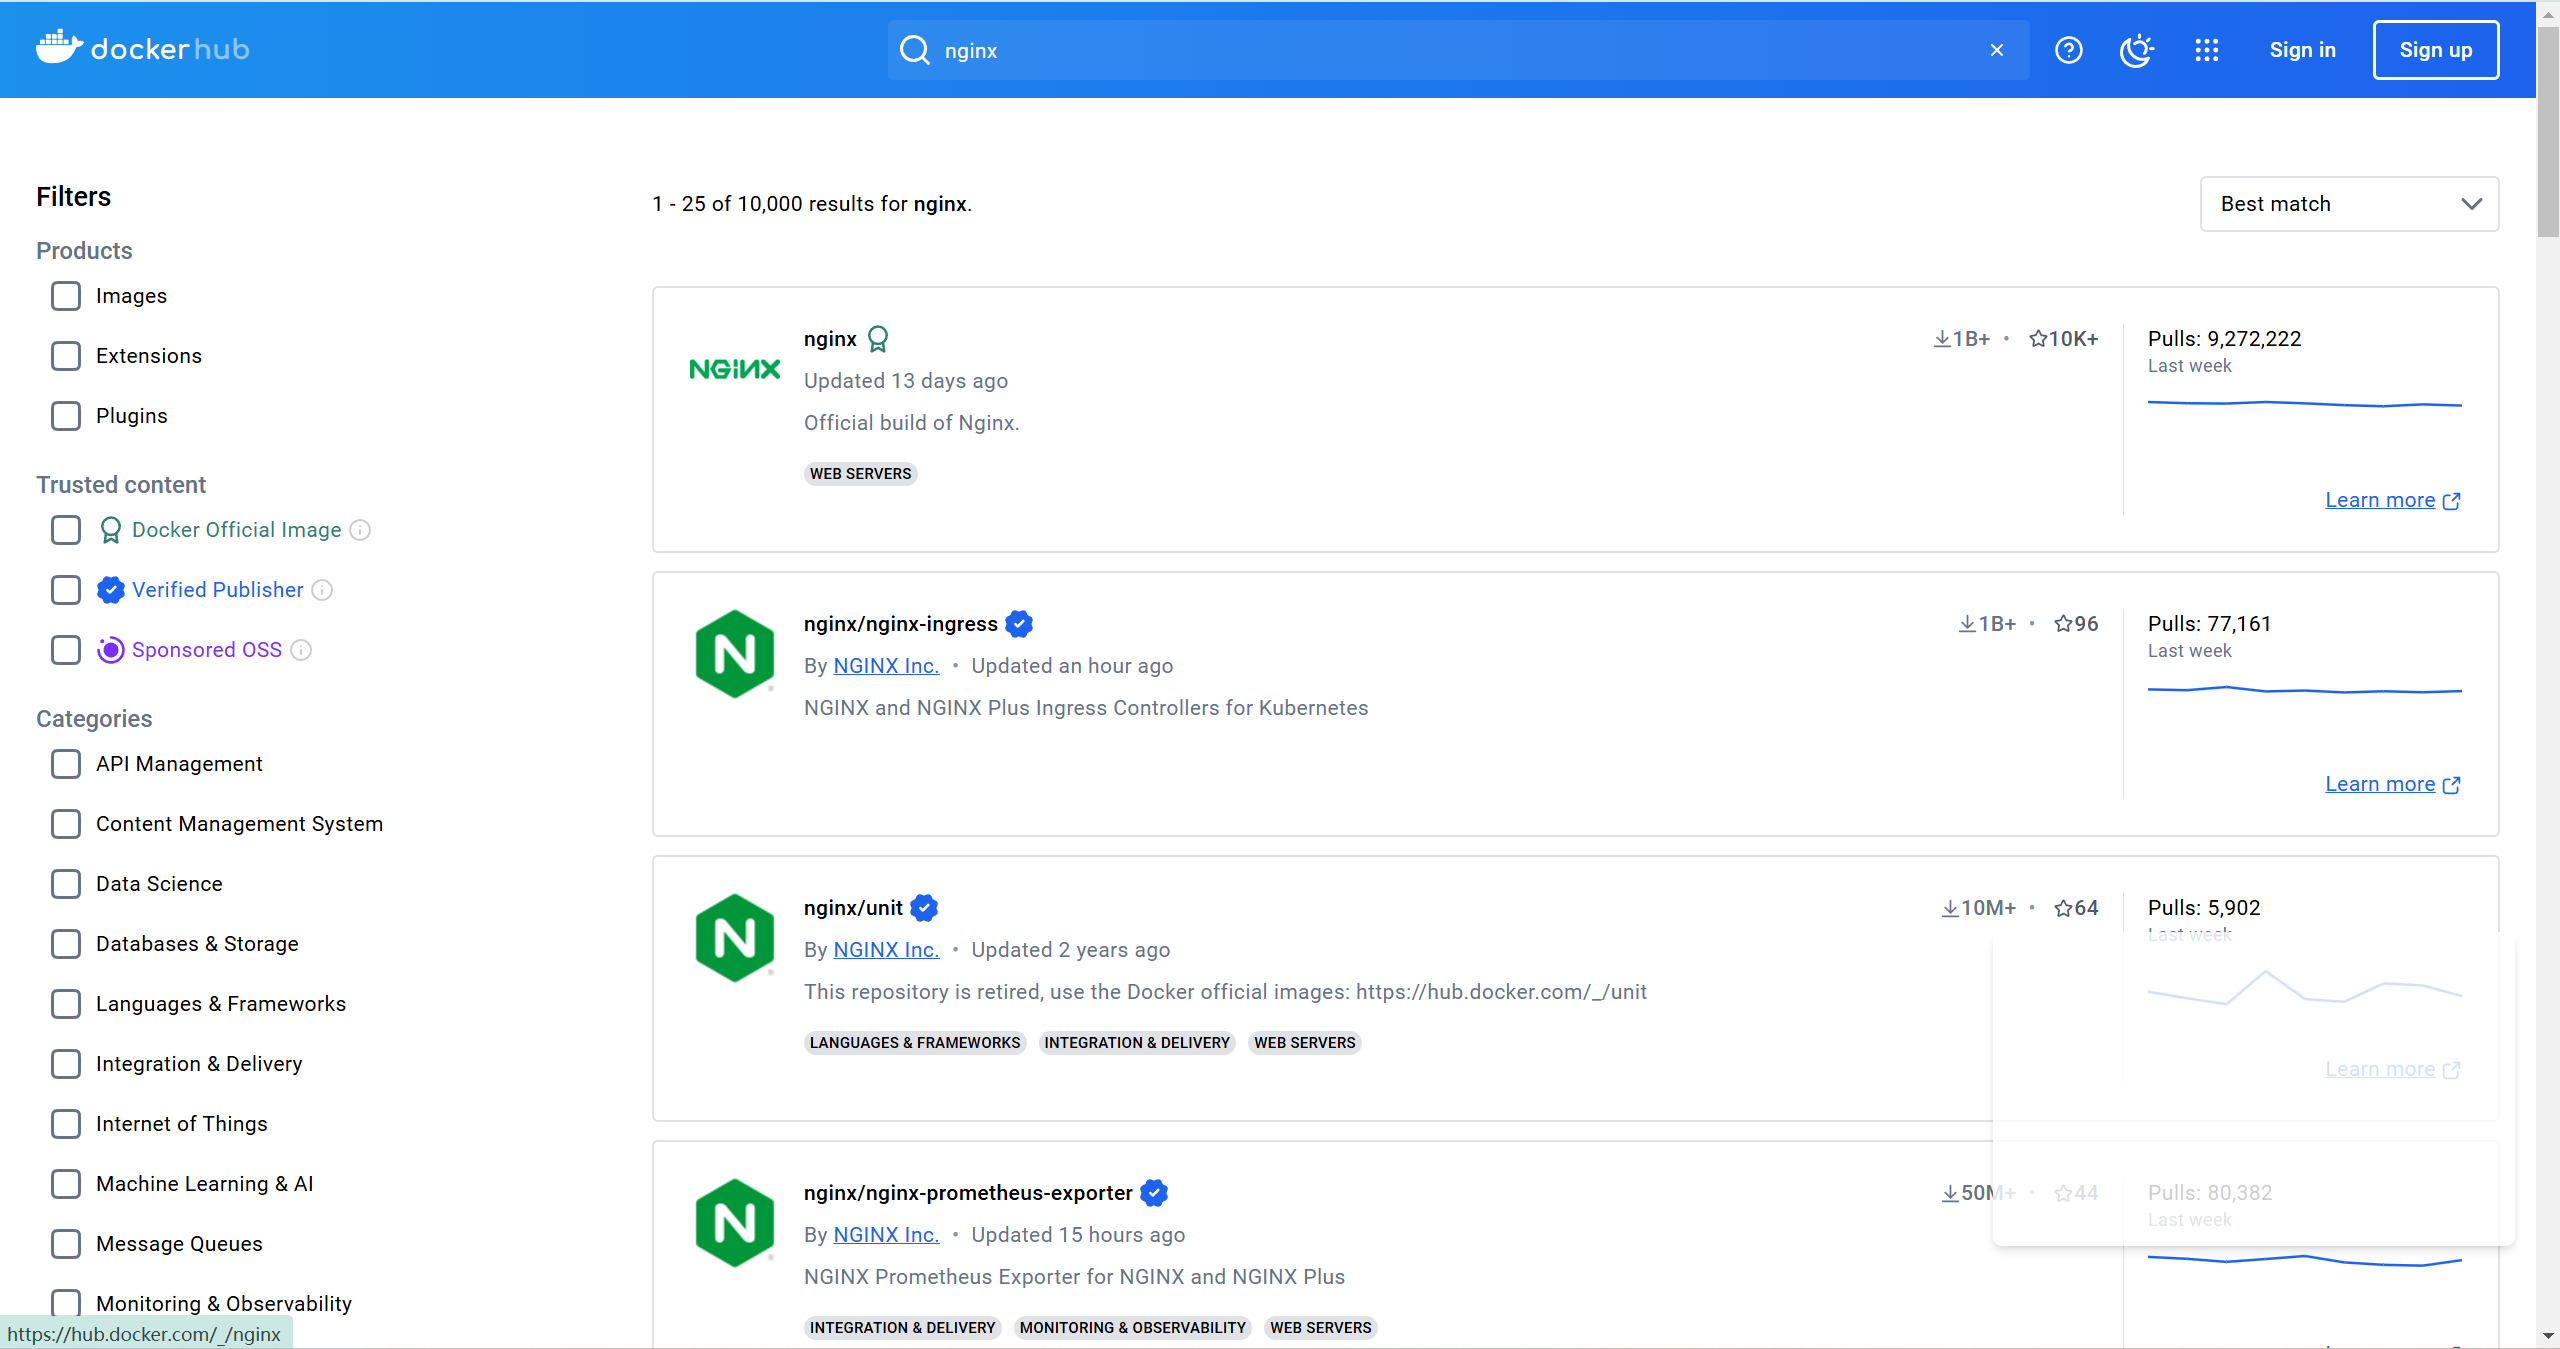 docker hub
nginx
Sign in
Sign up
Filters
Products
Images
Extensions
Plugins
Trusted content
Docker Official Image
Verified Publisher
Sponsored OSS
Categories
API Management
Content Management System
Data Science
Databases & Storage
Languages & Frameworks
Integration & Delivery
Internet of Things
Machine Learning & AI
Message Queues
Monitoring & Observability
https://hub.docker.com/_/nginx
1 - 25 of 10,000 results for nginx.
Best match
NGINX
nginx
1B+ • 10K+
Updated 13 days ago
Official build of Nginx.
WEB SERVERS
Pulls: 9,272,222
Last week
Learn more
N
nginx/nginx-ingress
1B+ • 96
By NGINX Inc. • Updated an hour ago
NGINX and NGINX Plus Ingress Controllers for Kubernetes
Pulls: 77,161
Last week
Learn more
N
nginx/unit
10M+ • 64
By NGINX Inc. • Updated 2 years ago
This repository is retired, use the Docker official images: https://hub.docker.com/_/unit
LANGUAGES & FRAMEWORKS INTEGRATION & DELIVERY WEB SERVERS
Pulls: 5,902
Last week
Learn more
N
nginx/nginx-prometheus-exporter
50M+ • 44
By NGINX Inc. • Updated 15 hours ago
NGINX Prometheus Exporter for NGINX and NGINX Plus
INTEGRATION & DELIVERY MONITORING & OBSERVABILITY WEB SERVERS
Pulls: 80,382
Last week